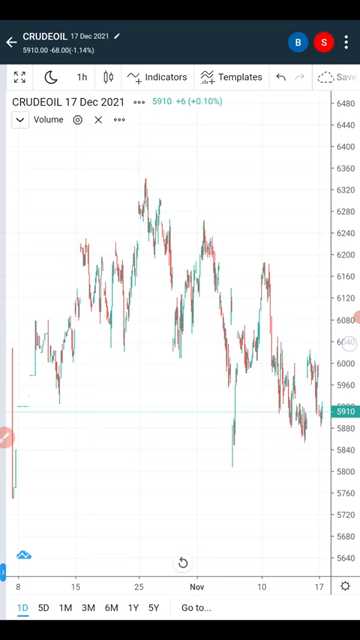 CRUDEOIL 17 Dec 2021
5910.00 -68.00(-1.14%)
B
S
1h
Indicators
Templates
Save
CRUDEOIL 17 Dec 2021 5910 +6 (+0.10%)
Volume
6480
6440
6400
6360
6320
6280
6240
6200
6160
6120
6080
6040
6000
5960
5920
5910
5880
5840
5800
5760
5720
5680
5640
8 15 25 Nov 10 17
1D 5D 1M 3M 6M 1Y 5Y Go to...